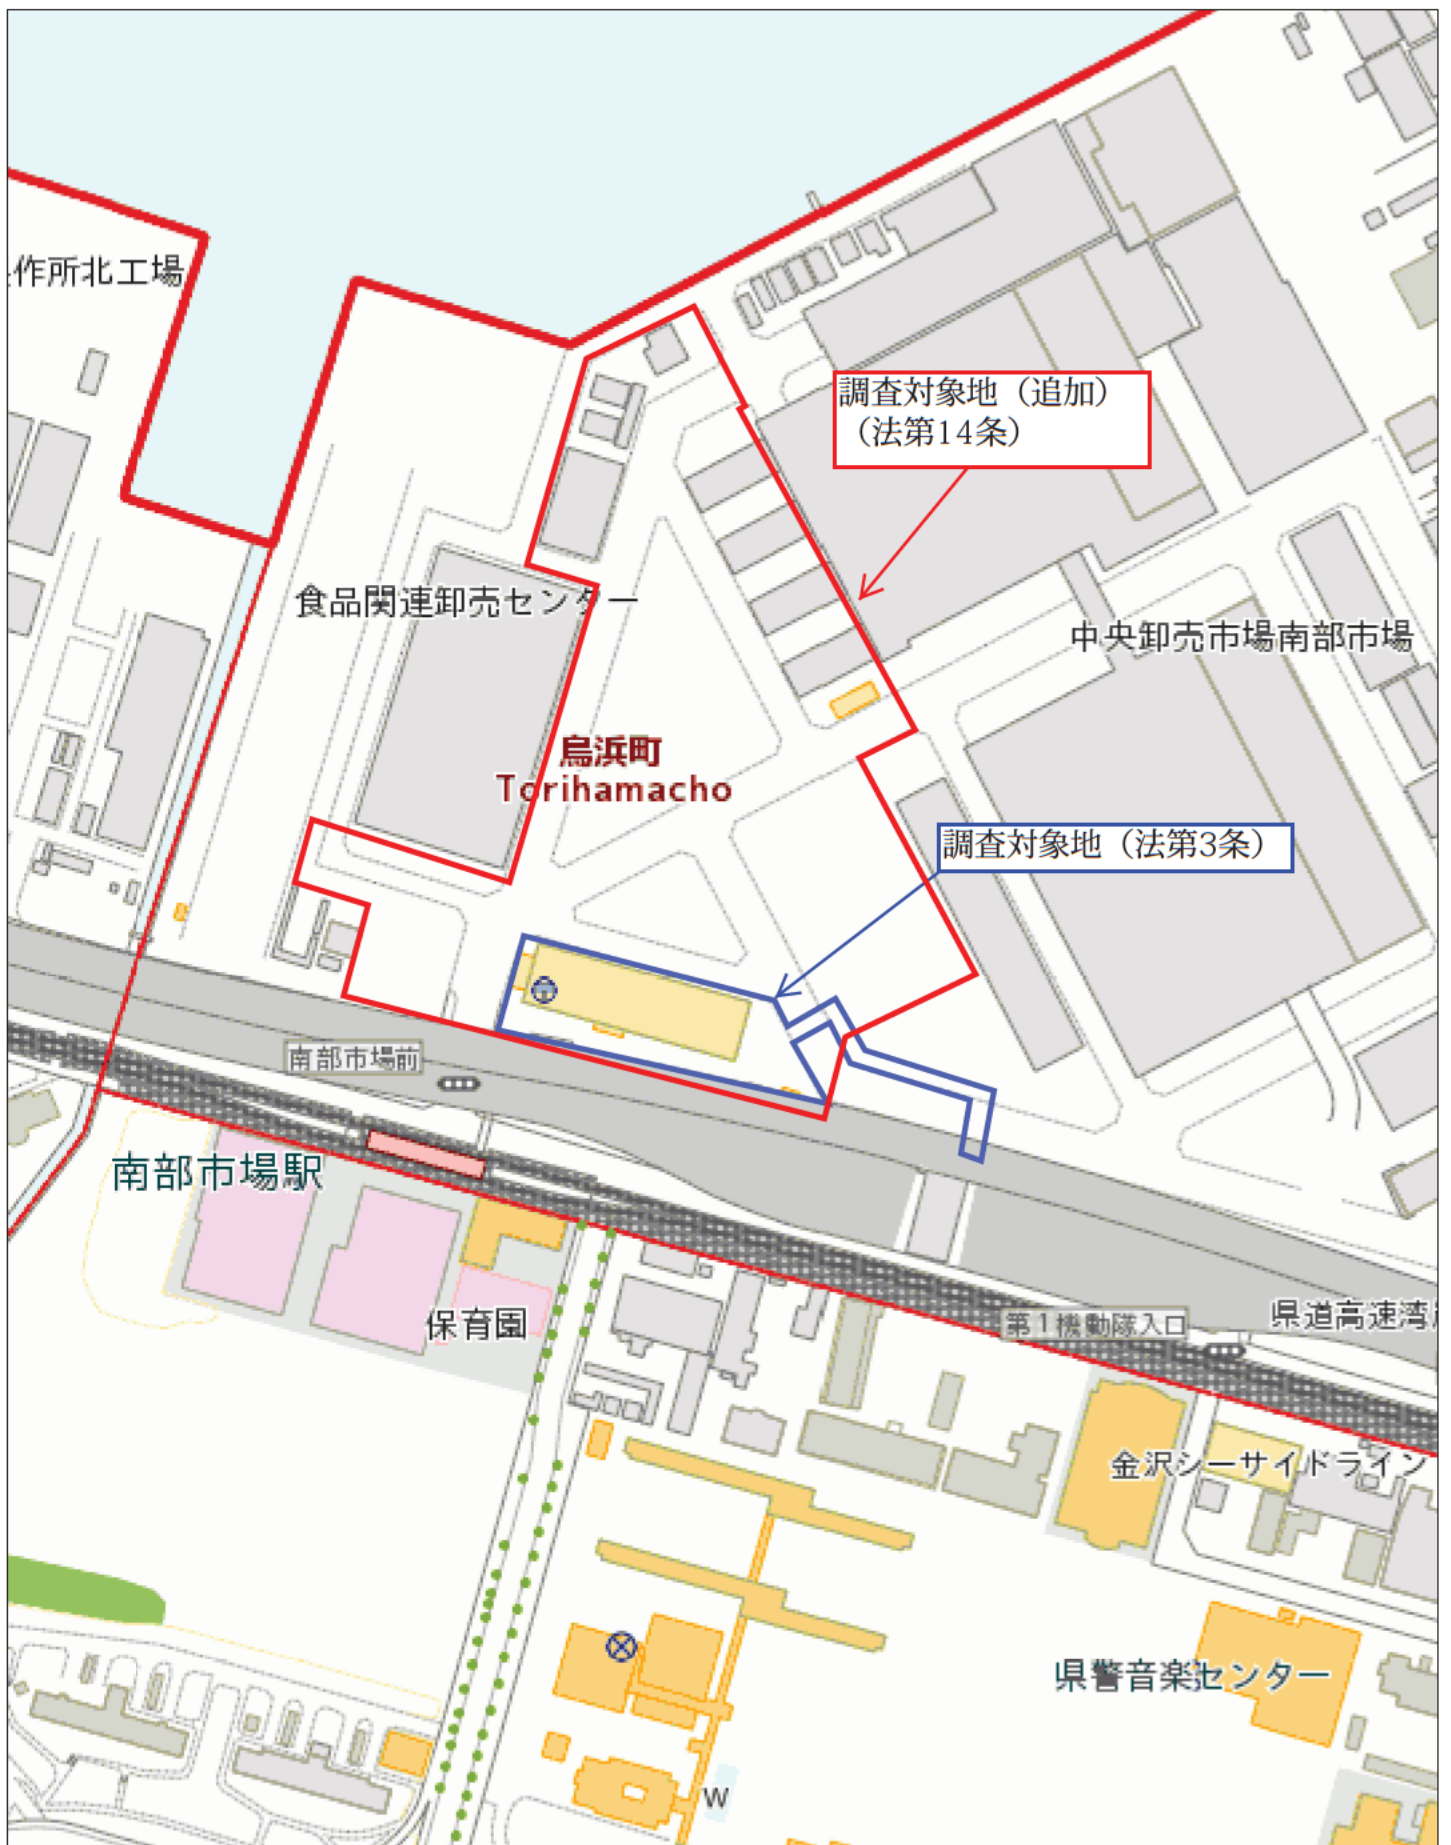 作所北工場
調査対象地（追加）
（法第14条）
食品関連卸売センター
中央卸売市場南部市場
鳥浜町
Torihamacho
調査対象地（法第3条）
南部市場前
南部市場駅
保育園
第1機動隊入口
県道高速湾
金沢シーサイドライン
県警音楽センター
W